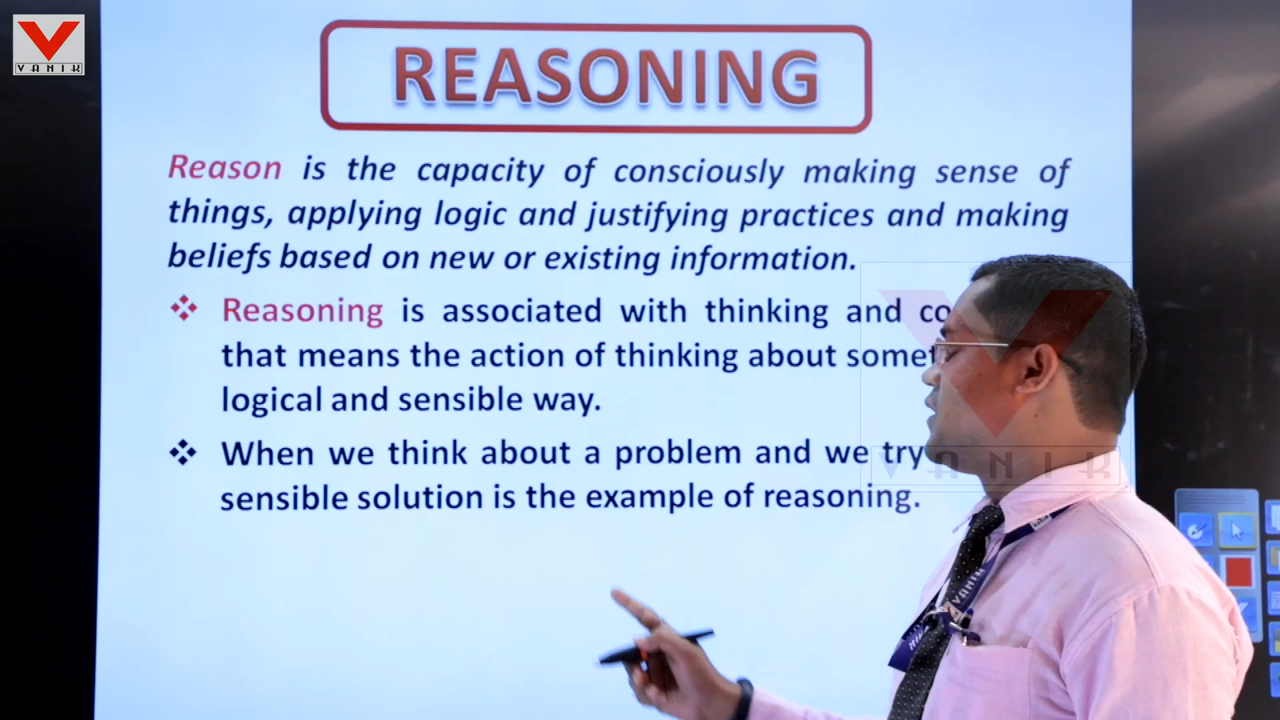 VANIK
REASONING
Reason is the capacity of consciously making sense of
things, applying logic and justifying practices and making
beliefs based on new or existing information.
Reasoning is associated with thinking and
that means the action of thinking about
logical and sensible way.
When we think about a problem and we try
sensible solution is the example of reasoning.
VANIK
VANIK